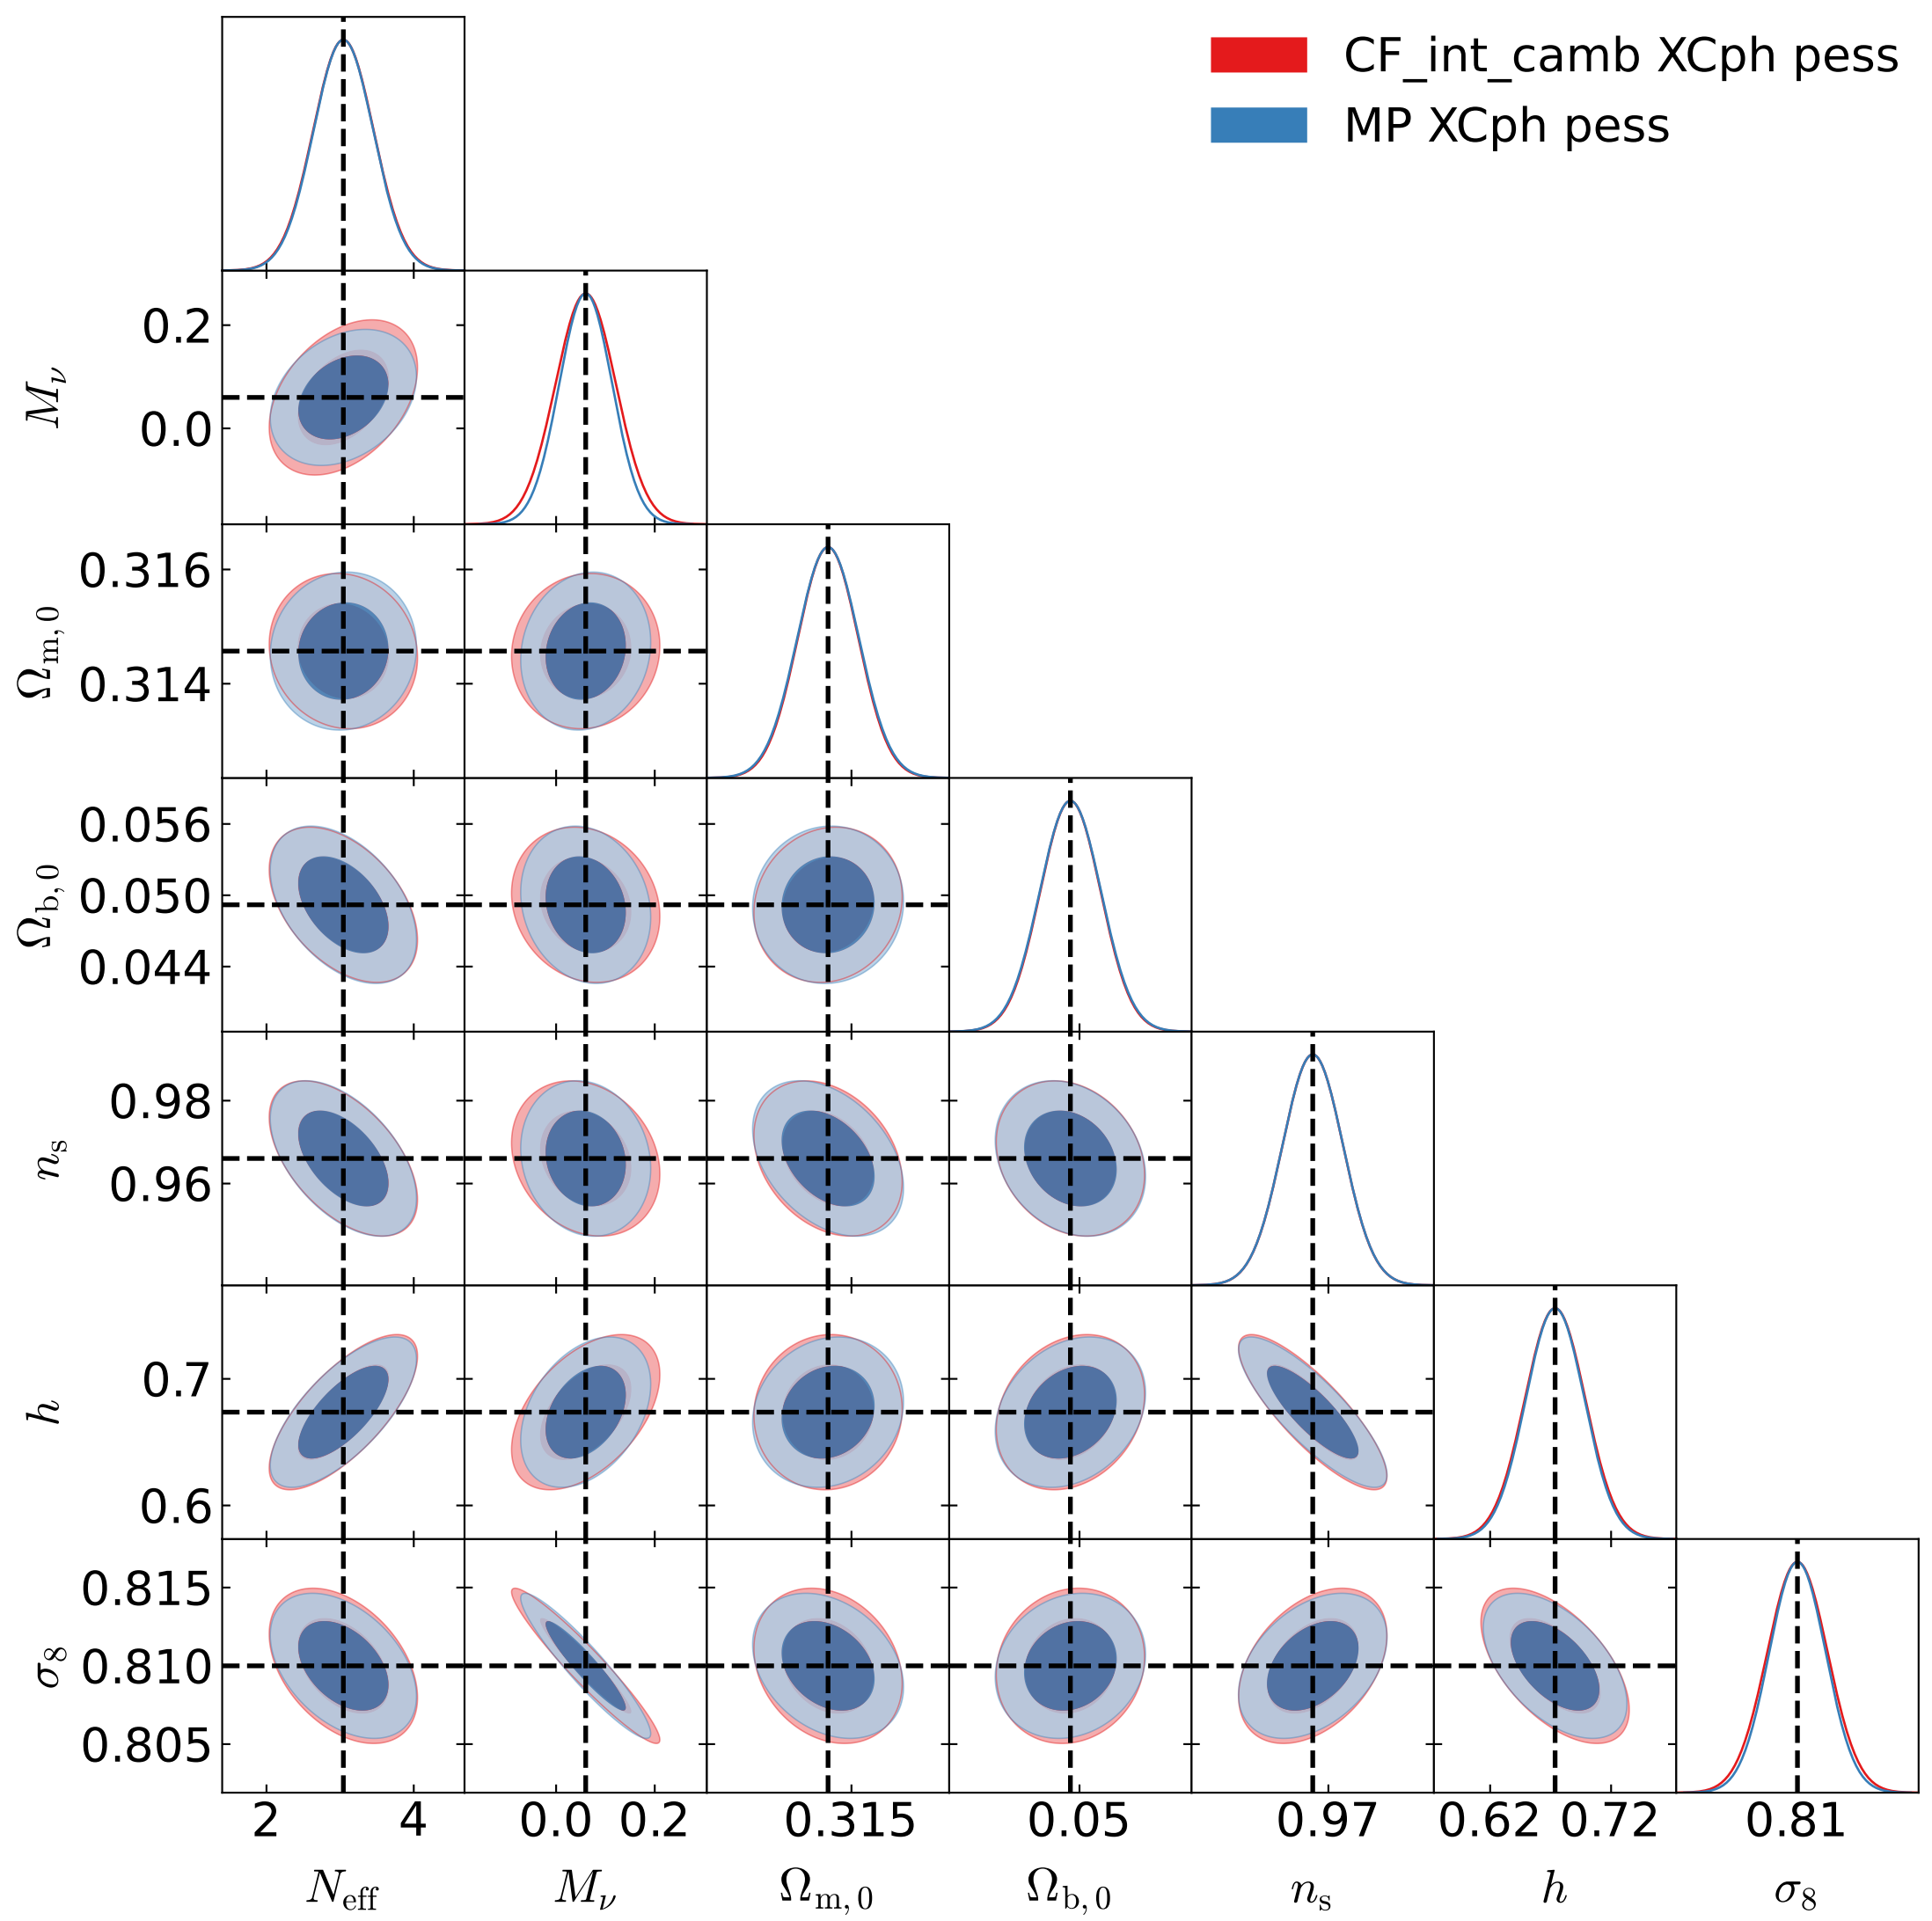 CF_int_camb XCph pess
MP XCph pess
0.2
0.0
M_ν
0.316
0.314
Ω_m,0
0.056
0.050
0.044
Ω_b,0
0.98
0.96
n_s
0.7
0.6
h
0.815
0.810
0.805
σ_8
2 4 0.0 0.2 0.315 0.05 0.97 0.62 0.72 0.81
N_eff M_ν Ω_m,0 Ω_b,0 n_s h σ_8